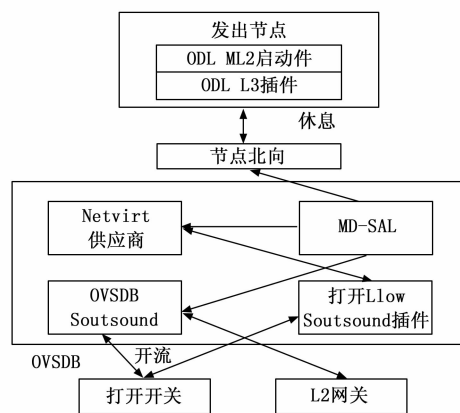 发出节点
ODL ML2启动件
ODL L3插件
休息
节点北向
Netvirt
供应商
MD-SAL
OVSDB
Soutsound
打开Llow
Soutsound插件
OVSDB
开流
打开开关
L2网关